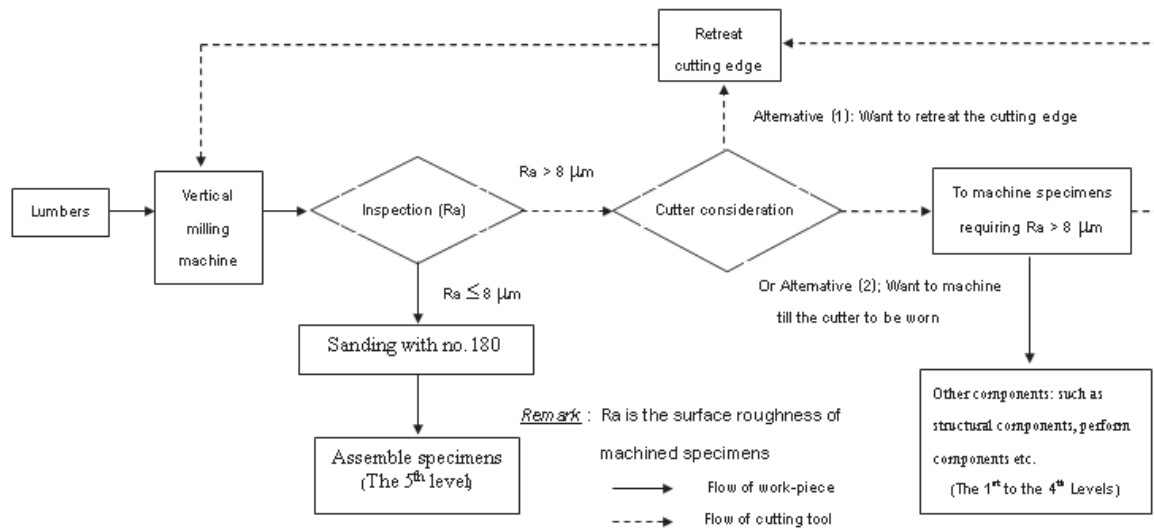 Retreat
cutting edge
Alternative (1): Want to retreat the cutting edge
Ra > 8 µm
Lumbers
Vertical
milling
machine
Inspection (Ra)
Cutter consideration
To machine specimens
requiring Ra > 8 µm
Ra ≤ 8 µm
Or Alternative (2); Want to machine
till the cutter to be worn
Sanding with no. 180
Assemble specimens
(The 5th level)
Remark : Ra is the surface roughness of
machined specimens
Flow of work-piece
Flow of cutting tool
Other components: such as
structural components, perform
components etc.
(The 1st to the 4th Levels)